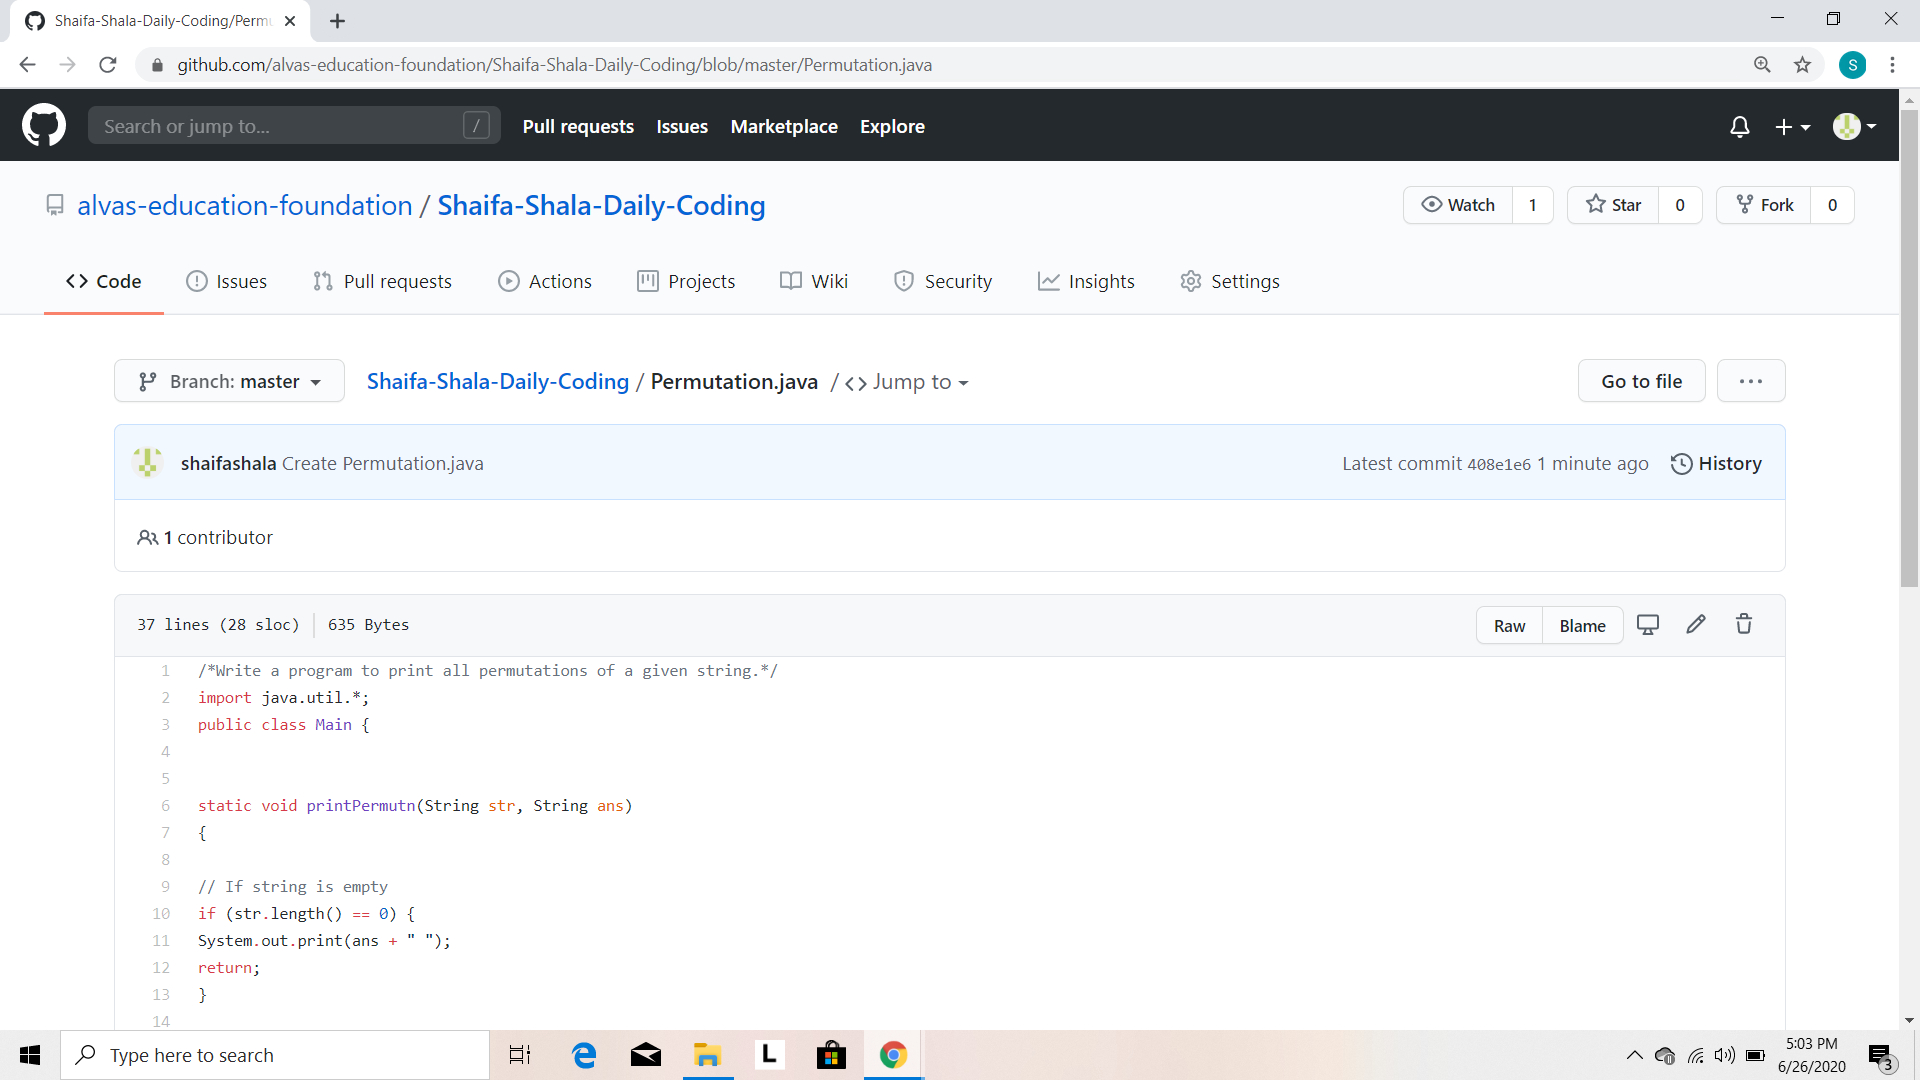 Shaifa-Shala-Daily-Coding/Perm
github.com/alvas-education-foundation/Shaifa-Shala-Daily-Coding/blob/master/Permutation.java
S
Search or jump to...
/
Pull requests
Issues
Marketplace
Explore
alvas-education-foundation / Shaifa-Shala-Daily-Coding
Watch 1
Star 0
Fork 0
Code
Issues
Pull requests
Actions
Projects
Wiki
Security
Insights
Settings
Branch: master
Shaifa-Shala-Daily-Coding / Permutation.java / <> Jump to
Go to file
...
shaifashala Create Permutation.java
Latest commit 408e1e6 1 minute ago
History
1 contributor
37 lines (28 sloc) | 635 Bytes
Raw
Blame
1 /*Write a program to print all permutations of a given string.*/
2 import java.util.*;
3 public class Main {
4
5
6 static void printPermutn(String str, String ans)
7 {
8
9 // If string is empty
10 if (str.length() == 0) {
11 System.out.print(ans + " ");
12 return;
13 }
14
Type here to search
L
5:03 PM
6/26/2020
3